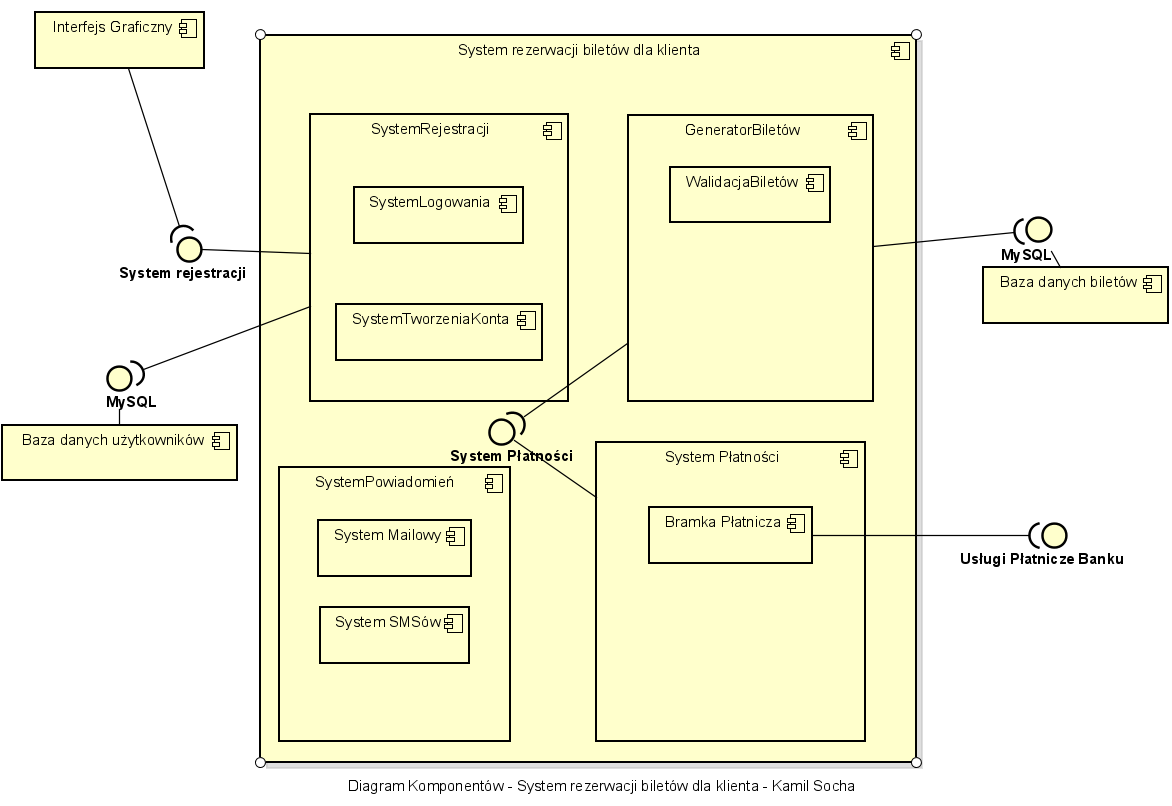 Interfejs Graficzny
System rezerwacji biletów dla klienta
SystemRejestracji
GeneratorBiletów
WalidacjaBiletów
SystemLogowania
System rejestracji
MySQL
Baza danych biletów
SystemTworzeniaKonta
MySQL
Baza danych użytkowników
System Płatności
System Płatności
SystemPowiadomień
Bramka Płatnicza
System Mailowy
Usługi Płatnicze Banku
System SMSów
Diagram Komponentów - System rezerwacji biletów dla klienta - Kamil Socha